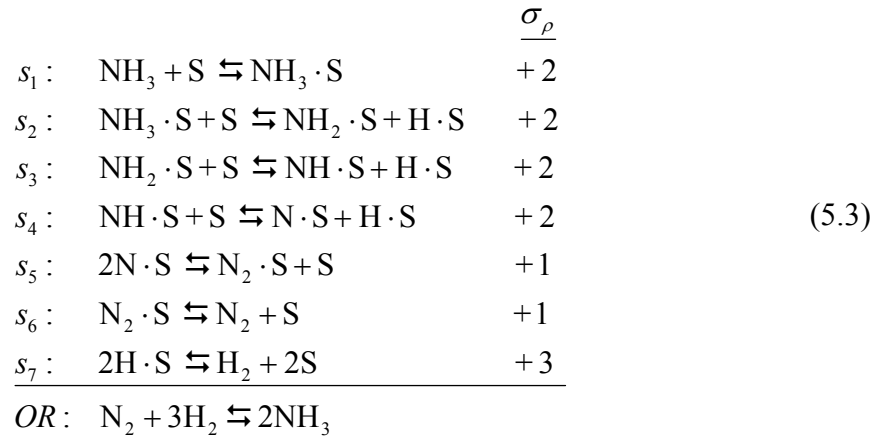 σρ
s1: NH3 + S ⇆ NH3·S +2
s2: NH3·S+S ⇆ NH2·S+H·S +2
s3: NH2·S+S ⇆ NH·S+H·S +2
s4: NH·S+S ⇆ N·S+H·S +2 (5.3)
s5: 2N·S ⇆ N2·S+S +1
s6: N2·S ⇆ N2 + S +1
s7: 2H·S ⇆ H2 + 2S +3
OR: N2 + 3H2 ⇆ 2NH3